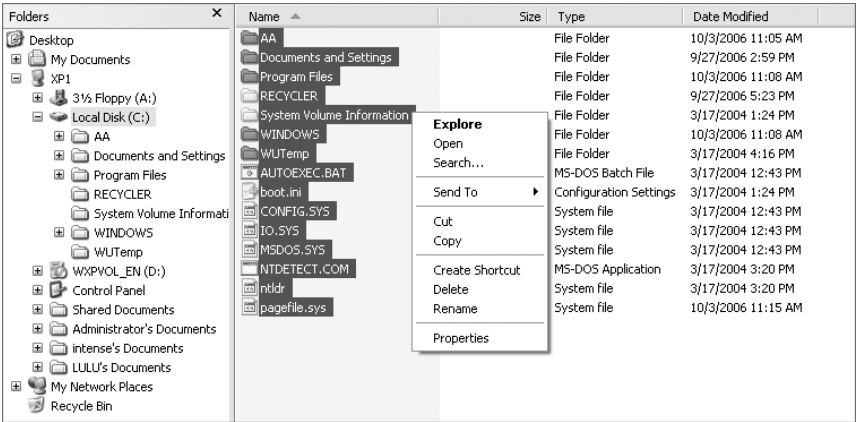 Folders x
Desktop
My Documents
XP1
3½ Floppy (A:)
Local Disk (C:)
AA
Documents and Settings
Program Files
RECYCLER
System Volume Informati
WINDOWS
WUTemp
WXPVOL_EN (D:)
Control Panel
Shared Documents
Administrator's Documents
intense's Documents
LULU's Documents
My Network Places
Recycle Bin
Name Size Type Date Modified
AA File Folder 10/3/2006 11:05 AM
Documents and Settings File Folder 9/27/2006 2:59 PM
Program Files File Folder 10/3/2006 11:08 AM
RECYCLER File Folder 9/27/2006 5:23 PM
System Volume Information File Folder 3/17/2004 1:24 PM
WINDOWS File Folder 10/3/2006 11:08 AM
WUTemp File Folder 3/17/2004 4:16 PM
AUTOEXEC.BAT MS-DOS Batch File 3/17/2004 12:43 PM
boot.ini Configuration Settings 3/17/2004 1:24 PM
CONFIG.SYS System file 3/17/2004 12:43 PM
IO.SYS System file 3/17/2004 12:43 PM
MSDOS.SYS System file 3/17/2004 12:43 PM
NTDETECT.COM MS-DOS Application 3/17/2004 3:20 PM
ntldr System file 3/17/2004 3:20 PM
pagefile.sys System file 10/3/2006 11:15 AM
Explore
Open
Search...
Send To
Cut
Copy
Create Shortcut
Delete
Rename
Properties